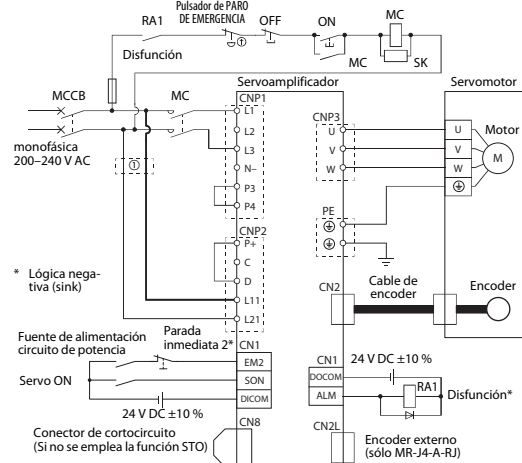 Pulsador de PARO
DE EMERGENCIA
RA1
OFF
ON
MC
①
Disfunción
MC
SK
MCCB
MC
Servoamplificador
Servomotor
CNP1
L1
L2
L3
N–
P3
P4
monofásica
200–240 V AC
①
CNP3
U
V
W
U
V
W
Motor
M
PE
CNP2
P+
C
D
L11
L21
* Lógica nega-
tiva (sink)
CN2
Cable de
encoder
Encoder
Fuente de alimentación
circuito de potencia
Parada
inmediata 2*
CN1
EM2
SON
DICOM
Servo ON
24 V DC ±10 %
CN1
DOCOM
ALM
24 V DC ±10 %
RA1
Disfunción*
CN8
Conector de cortocircuito
(Si no se emplea la función STO)
CN2L
Encoder externo
(sólo MR-J4-A-RJ)